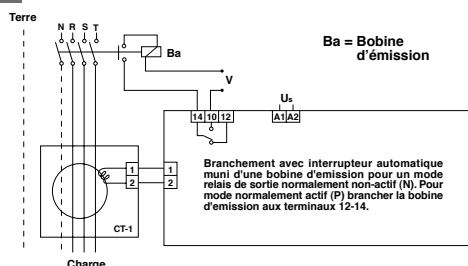 Terre
N R S T
Ba
Ba = Bobine
d'émission
V
Us
14 10 12
A1 A2
1
2
1
2
CT-1
Branchement avec interrupteur automatique
muni d'une bobine d'emission pour un mode
relais de sortie normalement non-actif (N). Pour
mode normalement actif (P) brancher la bobine
d'emission aux terminaux 12-14.
Charge